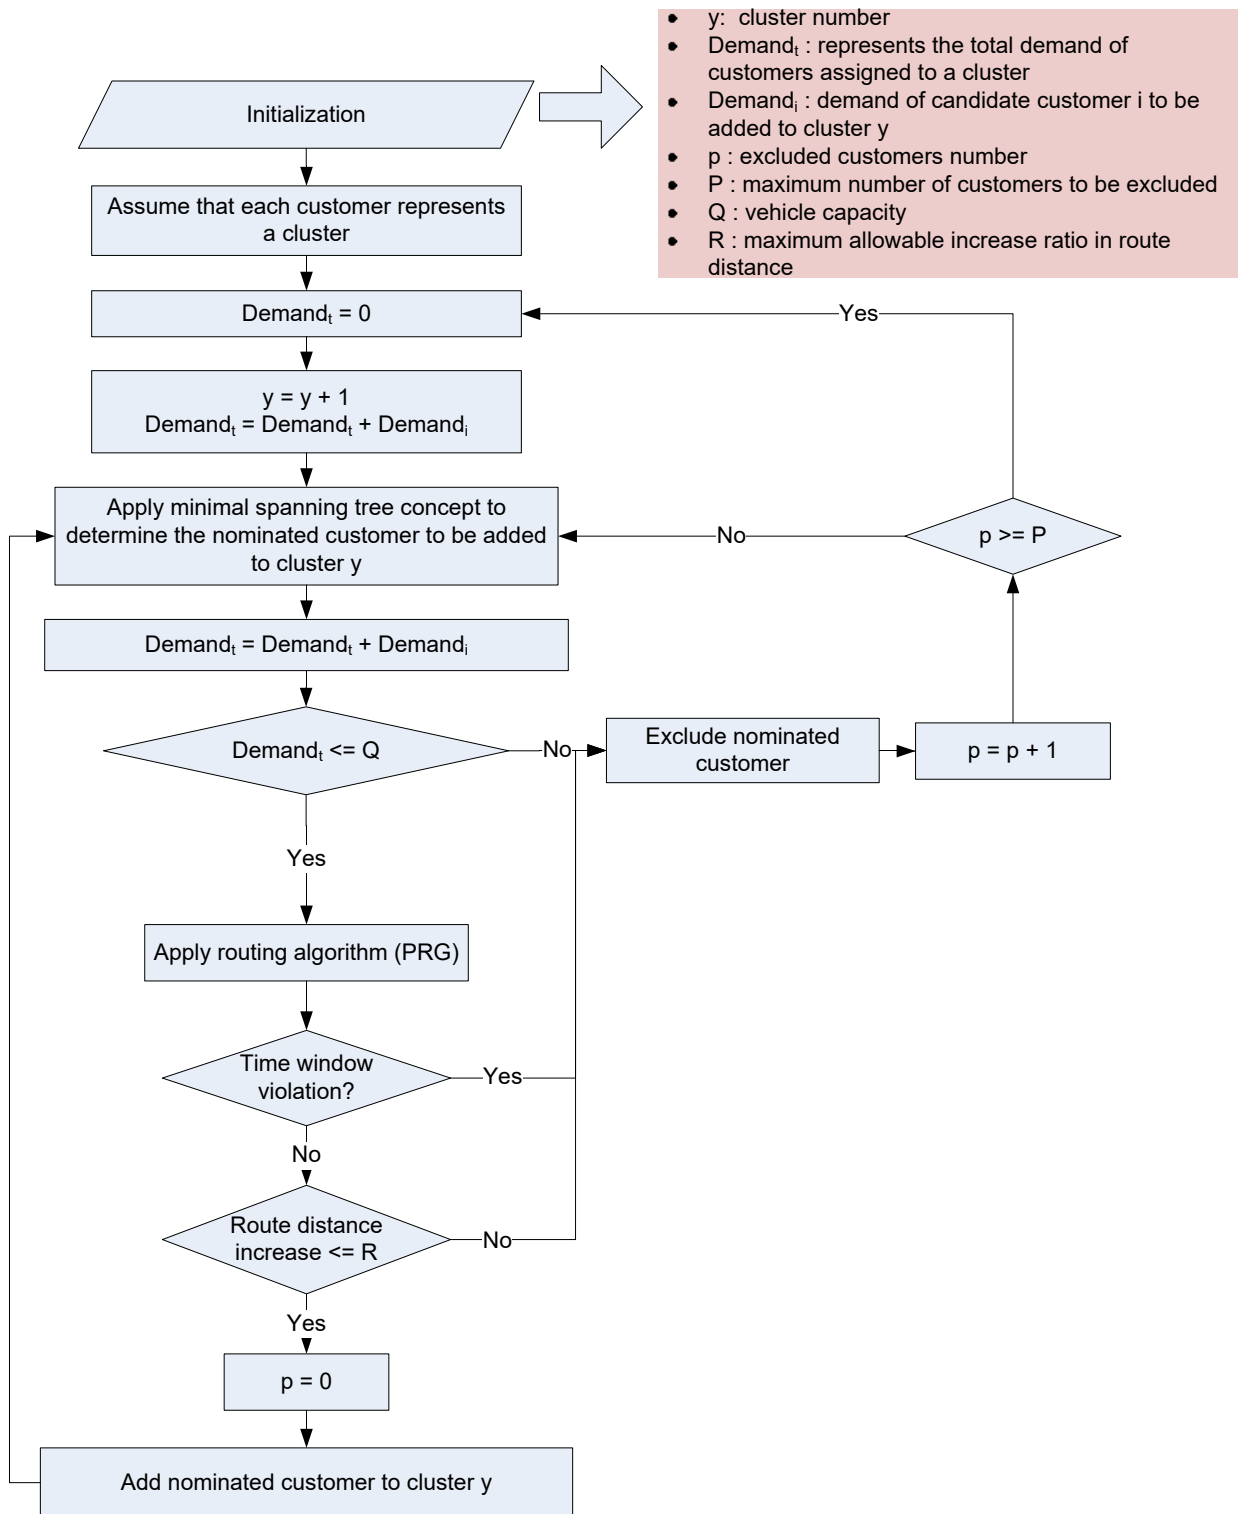 Initialization
• y: cluster number
• Demandₜ : represents the total demand of
customers assigned to a cluster
• Demandᵢ : demand of candidate customer i to be
added to cluster y
• p : excluded customers number
• P : maximum number of customers to be excluded
• Q : vehicle capacity
• R : maximum allowable increase ratio in route
distance
Assume that each customer represents
a cluster
Demandₜ = 0
Yes
y = y + 1
Demandₜ = Demandₜ + Demandᵢ
Apply minimal spanning tree concept to
determine the nominated customer to be added
to cluster y
No
p >= P
Demandₜ = Demandₜ + Demandᵢ
Demandₜ <= Q
No
Exclude nominated
customer
p = p + 1
Yes
Apply routing algorithm (PRG)
Time window
violation?
Yes
No
Route distance
increase <= R
No
Yes
p = 0
Add nominated customer to cluster y